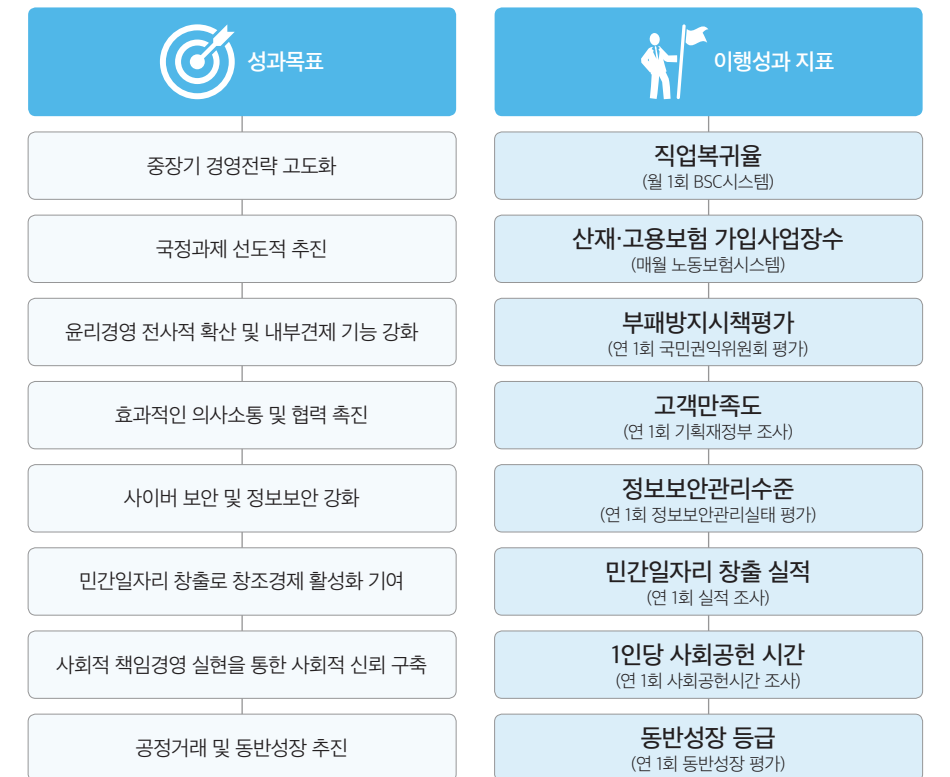 성과목표
이행성과 지표
중장기 경영전략 고도화
직업복귀율
(월 1회 BSC시스템)
국정과제 선도적 추진
산재·고용보험 가입사업장수
(매월 노동보험시스템)
윤리경영 전사적 확산 및 내부견제 기능 강화
부패방지시책평가
(연 1회 국민권익위원회 평가)
효과적인 의사소통 및 협력 촉진
고객만족도
(연 1회 기획재정부 조사)
사이버 보안 및 정보보안 강화
정보보안관리수준
(연 1회 정보보안관리실태 평가)
민간일자리 창출로 창조경제 활성화 기여
민간일자리 창출 실적
(연 1회 실적 조사)
사회적 책임경영 실현을 통한 사회적 신뢰 구축
1인당 사회공헌 시간
(연 1회 사회공헌시간 조사)
공정거래 및 동반성장 추진
동반성장 등급
(연 1회 동반성장 평가)